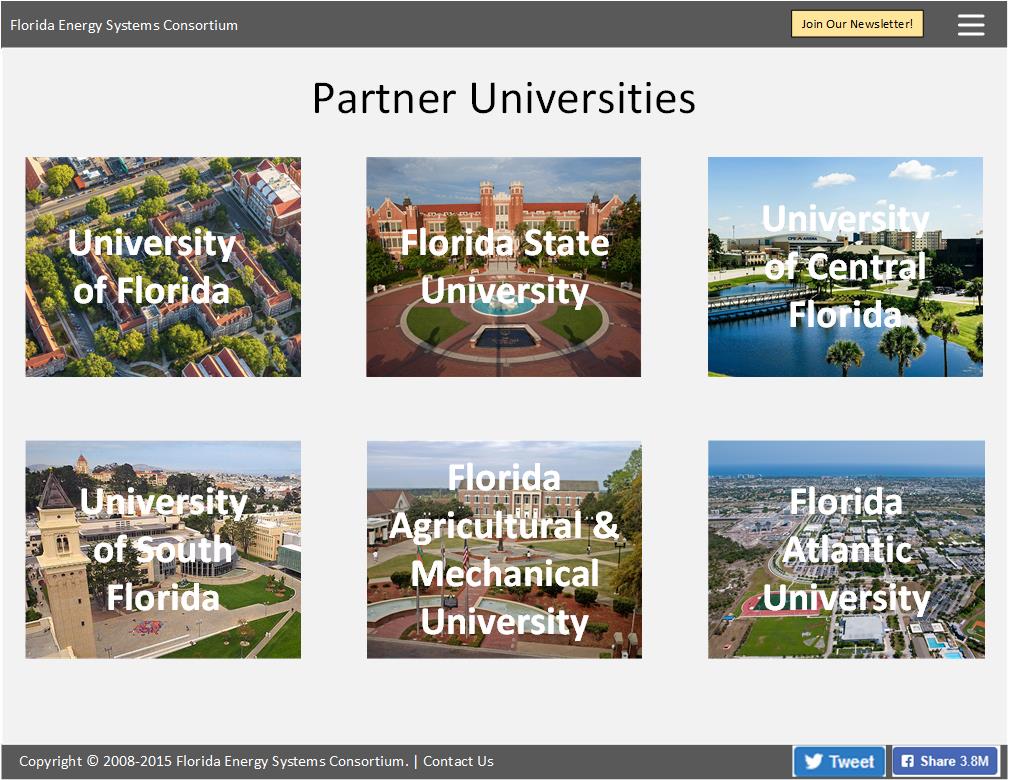 Florida Energy Systems Consortium
Join Our Newsletter!
Partner Universities
University
of Florida
Florida State
University
University
of Central
Florida
University
of South
Florida
Florida
Agricultural &
Mechanical
University
Florida
Atlantic
University
Copyright © 2008-2015 Florida Energy Systems Consortium. | Contact Us
Tweet
Share 3.8M